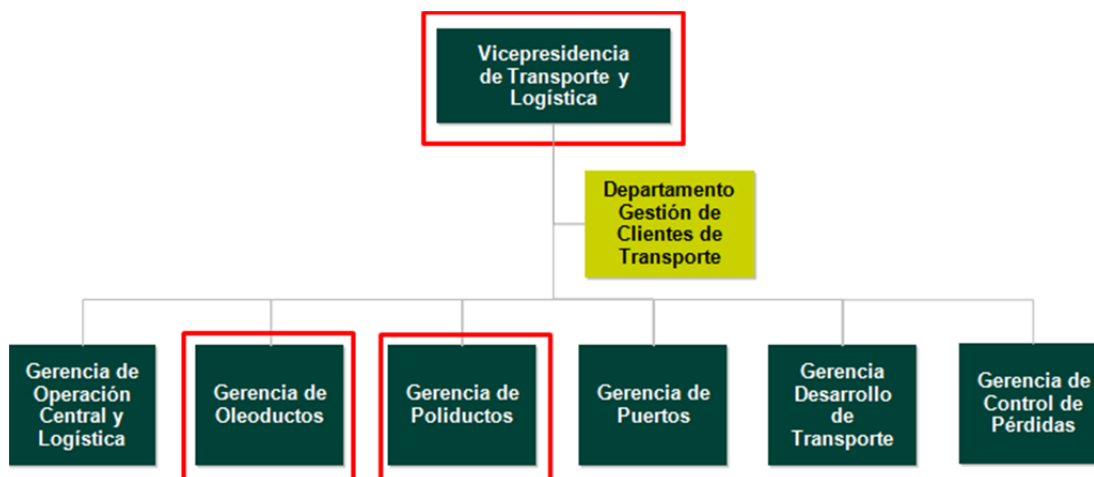 Vicepresidencia
de Transporte y
Logística
Departamento
Gestión de
Clientes de
Transporte
Gerencia de
Operación
Central y
Logística
Gerencia de
Oleoductos
Gerencia de
Poliductos
Gerencia de
Puertos
Gerencia
Desarrollo
de
Transporte
Gerencia de
Control de
Pérdidas